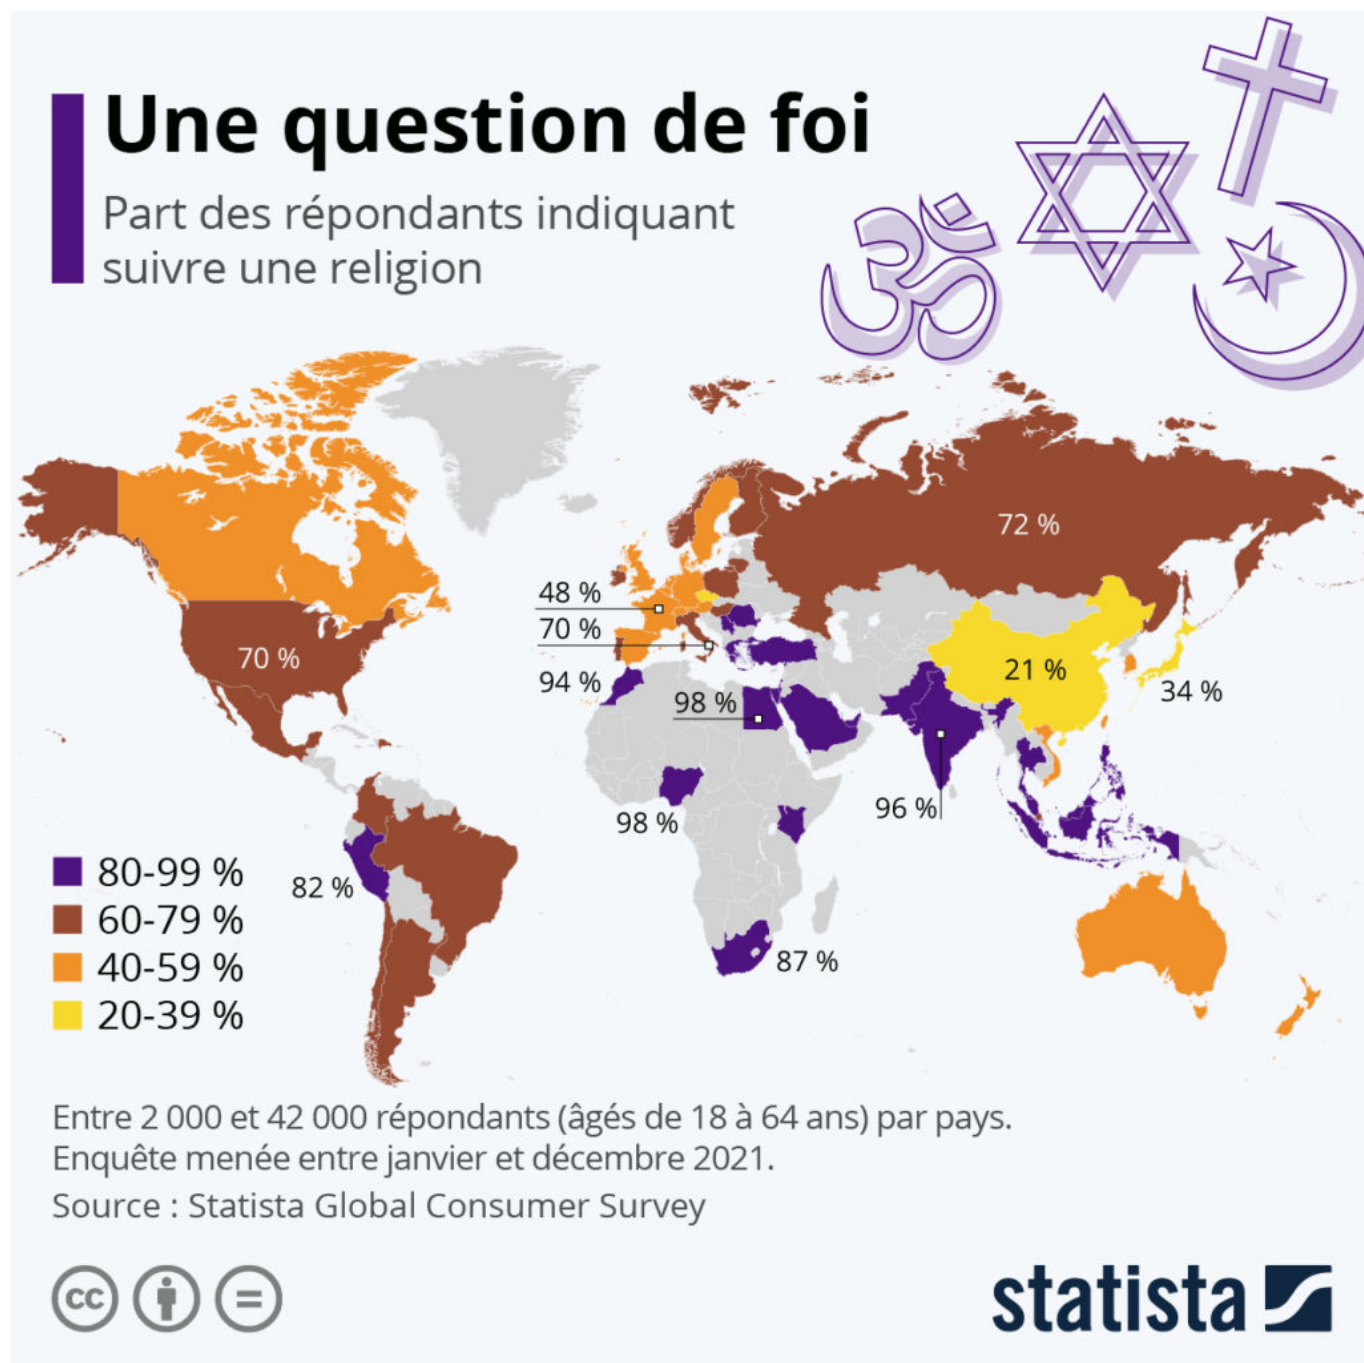 Une question de foi
Part des répondants indiquant
suivre une religion
72 %
48 %
70 %
70 %
94 %
98 %
21 %
34 %
98 %
96 %
82 %
87 %
80-99 %
60-79 %
40-59 %
20-39 %
Entre 2 000 et 42 000 répondants (âgés de 18 à 64 ans) par pays.
Enquête menée entre janvier et décembre 2021.
Source : Statista Global Consumer Survey
cc
statista